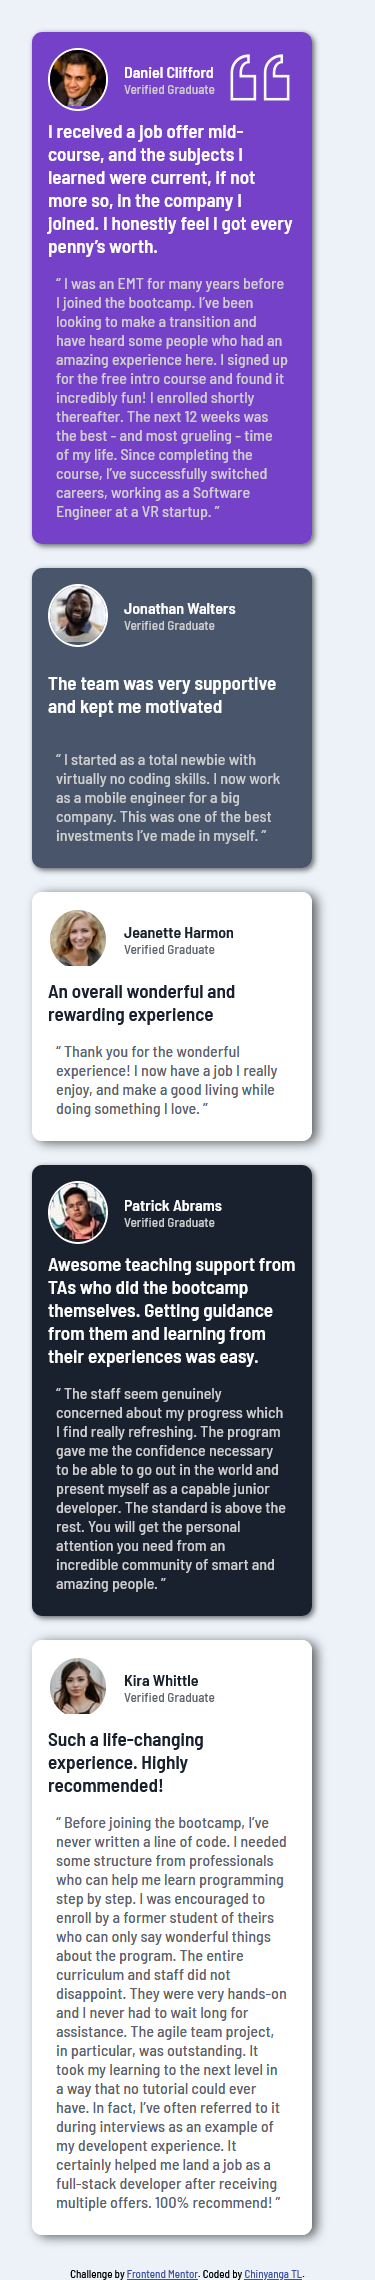 Daniel Clifford
Verified Graduate
I received a job offer mid-
course, and the subjects I
learned were current, if not
more so, in the company I
joined. I honestly feel I got every
penny’s worth.
“ I was an EMT for many years before
I joined the bootcamp. I’ve been
looking to make a transition and
have heard some people who had an
amazing experience here. I signed up
for the free intro course and found it
incredibly fun! I enrolled shortly
thereafter. The next 12 weeks was
the best - and most grueling - time
of my life. Since completing the
course, I’ve successfully switched
careers, working as a Software
Engineer at a VR startup. ”
Jonathan Walters
Verified Graduate
The team was very supportive
and kept me motivated
“ I started as a total newbie with
virtually no coding skills. I now work
as a mobile engineer for a big
company. This was one of the best
investments I’ve made in myself. ”
Jeanette Harmon
Verified Graduate
An overall wonderful and
rewarding experience
“ Thank you for the wonderful
experience! I now have a job I really
enjoy, and make a good living while
doing something I love. ”
Patrick Abrams
Verified Graduate
Awesome teaching support from
TAs who did the bootcamp
themselves. Getting guidance
from them and learning from
their experiences was easy.
“ The staff seem genuinely
concerned about my progress which
I find really refreshing. The program
gave me the confidence necessary
to be able to go out in the world and
present myself as a capable junior
developer. The standard is above the
rest. You will get the personal
attention you need from an
incredible community of smart and
amazing people. ”
Kira Whittle
Verified Graduate
Such a life-changing
experience. Highly
recommended!
“ Before joining the bootcamp, I’ve
never written a line of code. I needed
some structure from professionals
who can help me learn programming
step by step. I was encouraged to
enroll by a former student of theirs
who can only say wonderful things
about the program. The entire
curriculum and staff did not
disappoint. They were very hands-on
and I never had to wait long for
assistance. The agile team project,
in particular, was outstanding. It
took my learning to the next level in
a way that no tutorial could ever
have. In fact, I’ve often referred to it
during interviews as an example of
my developent experience. It
certainly helped me land a job as a
full-stack developer after receiving
multiple offers. 100% recommend! ”
Challenge by Frontend Mentor. Coded by Chinyanga TL.